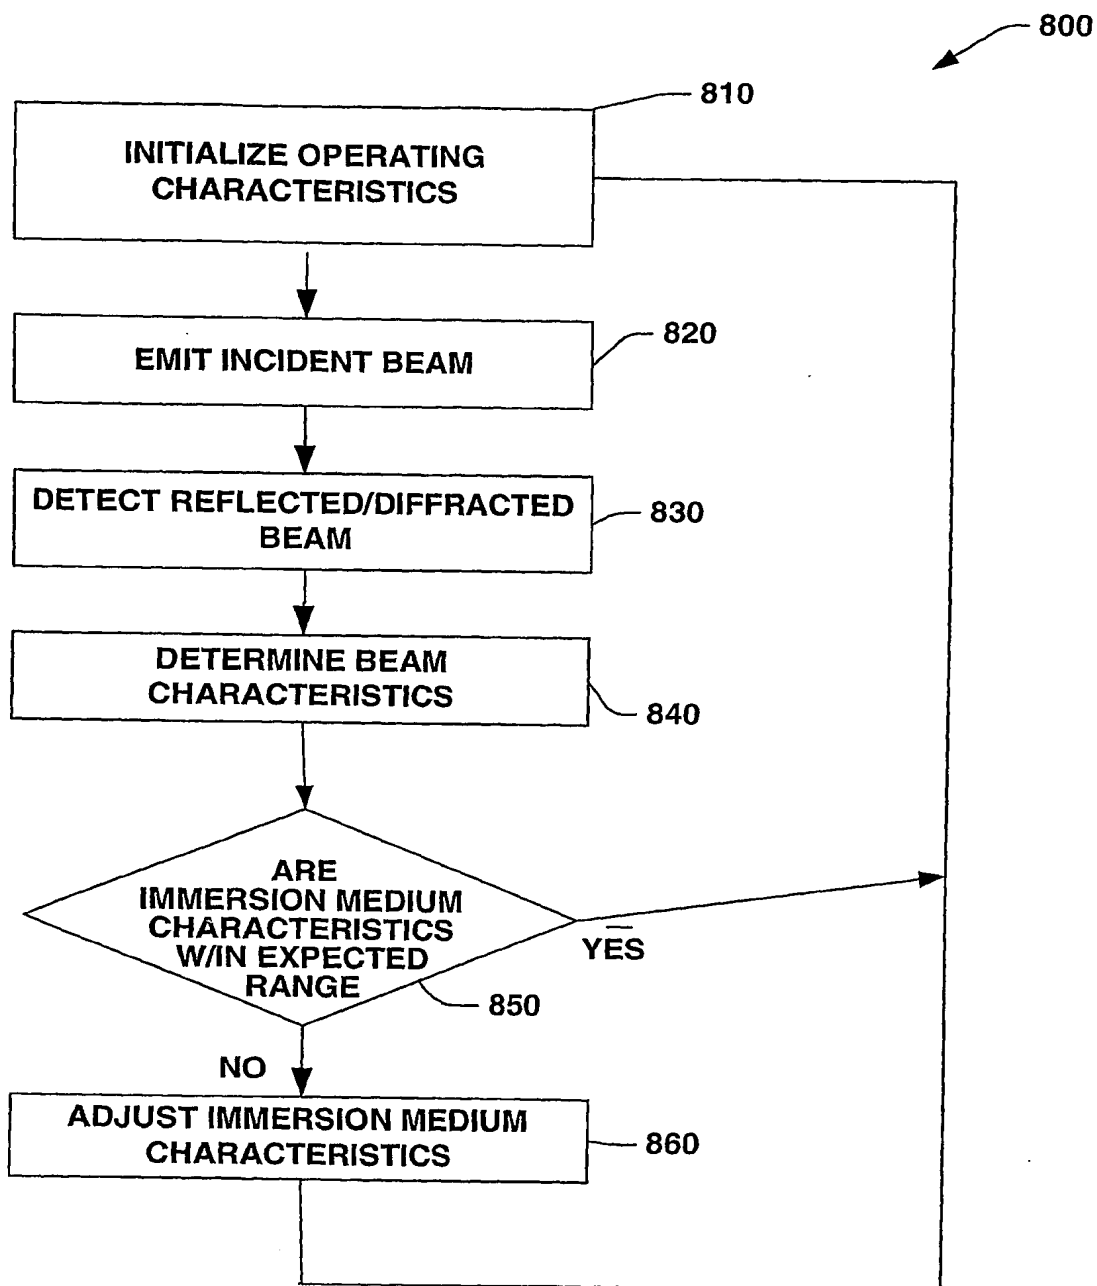 800
810
INITIALIZE OPERATING
CHARACTERISTICS
820
EMIT INCIDENT BEAM
DETECT REFLECTED/DIFFRACTED
BEAM
830
DETERMINE BEAM
CHARACTERISTICS
840
ARE
IMMERSION MEDIUM
CHARACTERISTICS
W/IN EXPECTED
RANGE
YES
850
NO
ADJUST IMMERSION MEDIUM
CHARACTERISTICS
860